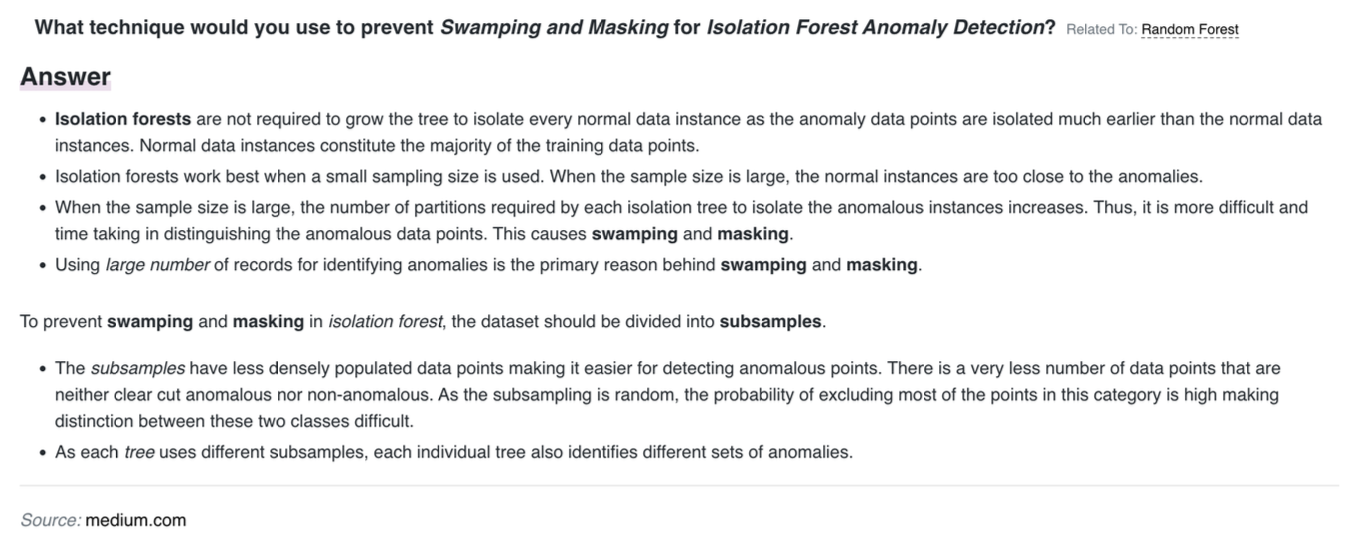 What technique would you use to prevent Swamping and Masking for Isolation Forest Anomaly Detection? Related To: Random Forest
Answer
• Isolation forests are not required to grow the tree to isolate every normal data instance as the anomaly data points are isolated much earlier than the normal data
instances. Normal data instances constitute the majority of the training data points.
• Isolation forests work best when a small sampling size is used. When the sample size is large, the normal instances are too close to the anomalies.
• When the sample size is large, the number of partitions required by each isolation tree to isolate the anomalous instances increases. Thus, it is more difficult and
time taking in distinguishing the anomalous data points. This causes swamping and masking.
• Using large number of records for identifying anomalies is the primary reason behind swamping and masking.
To prevent swamping and masking in isolation forest, the dataset should be divided into subsamples.
• The subsamples have less densely populated data points making it easier for detecting anomalous points. There is a very less number of data points that are
neither clear cut anomalous nor non-anomalous. As the subsampling is random, the probability of excluding most of the points in this category is high making
distinction between these two classes difficult.
• As each tree uses different subsamples, each individual tree also identifies different sets of anomalies.
Source: medium.com